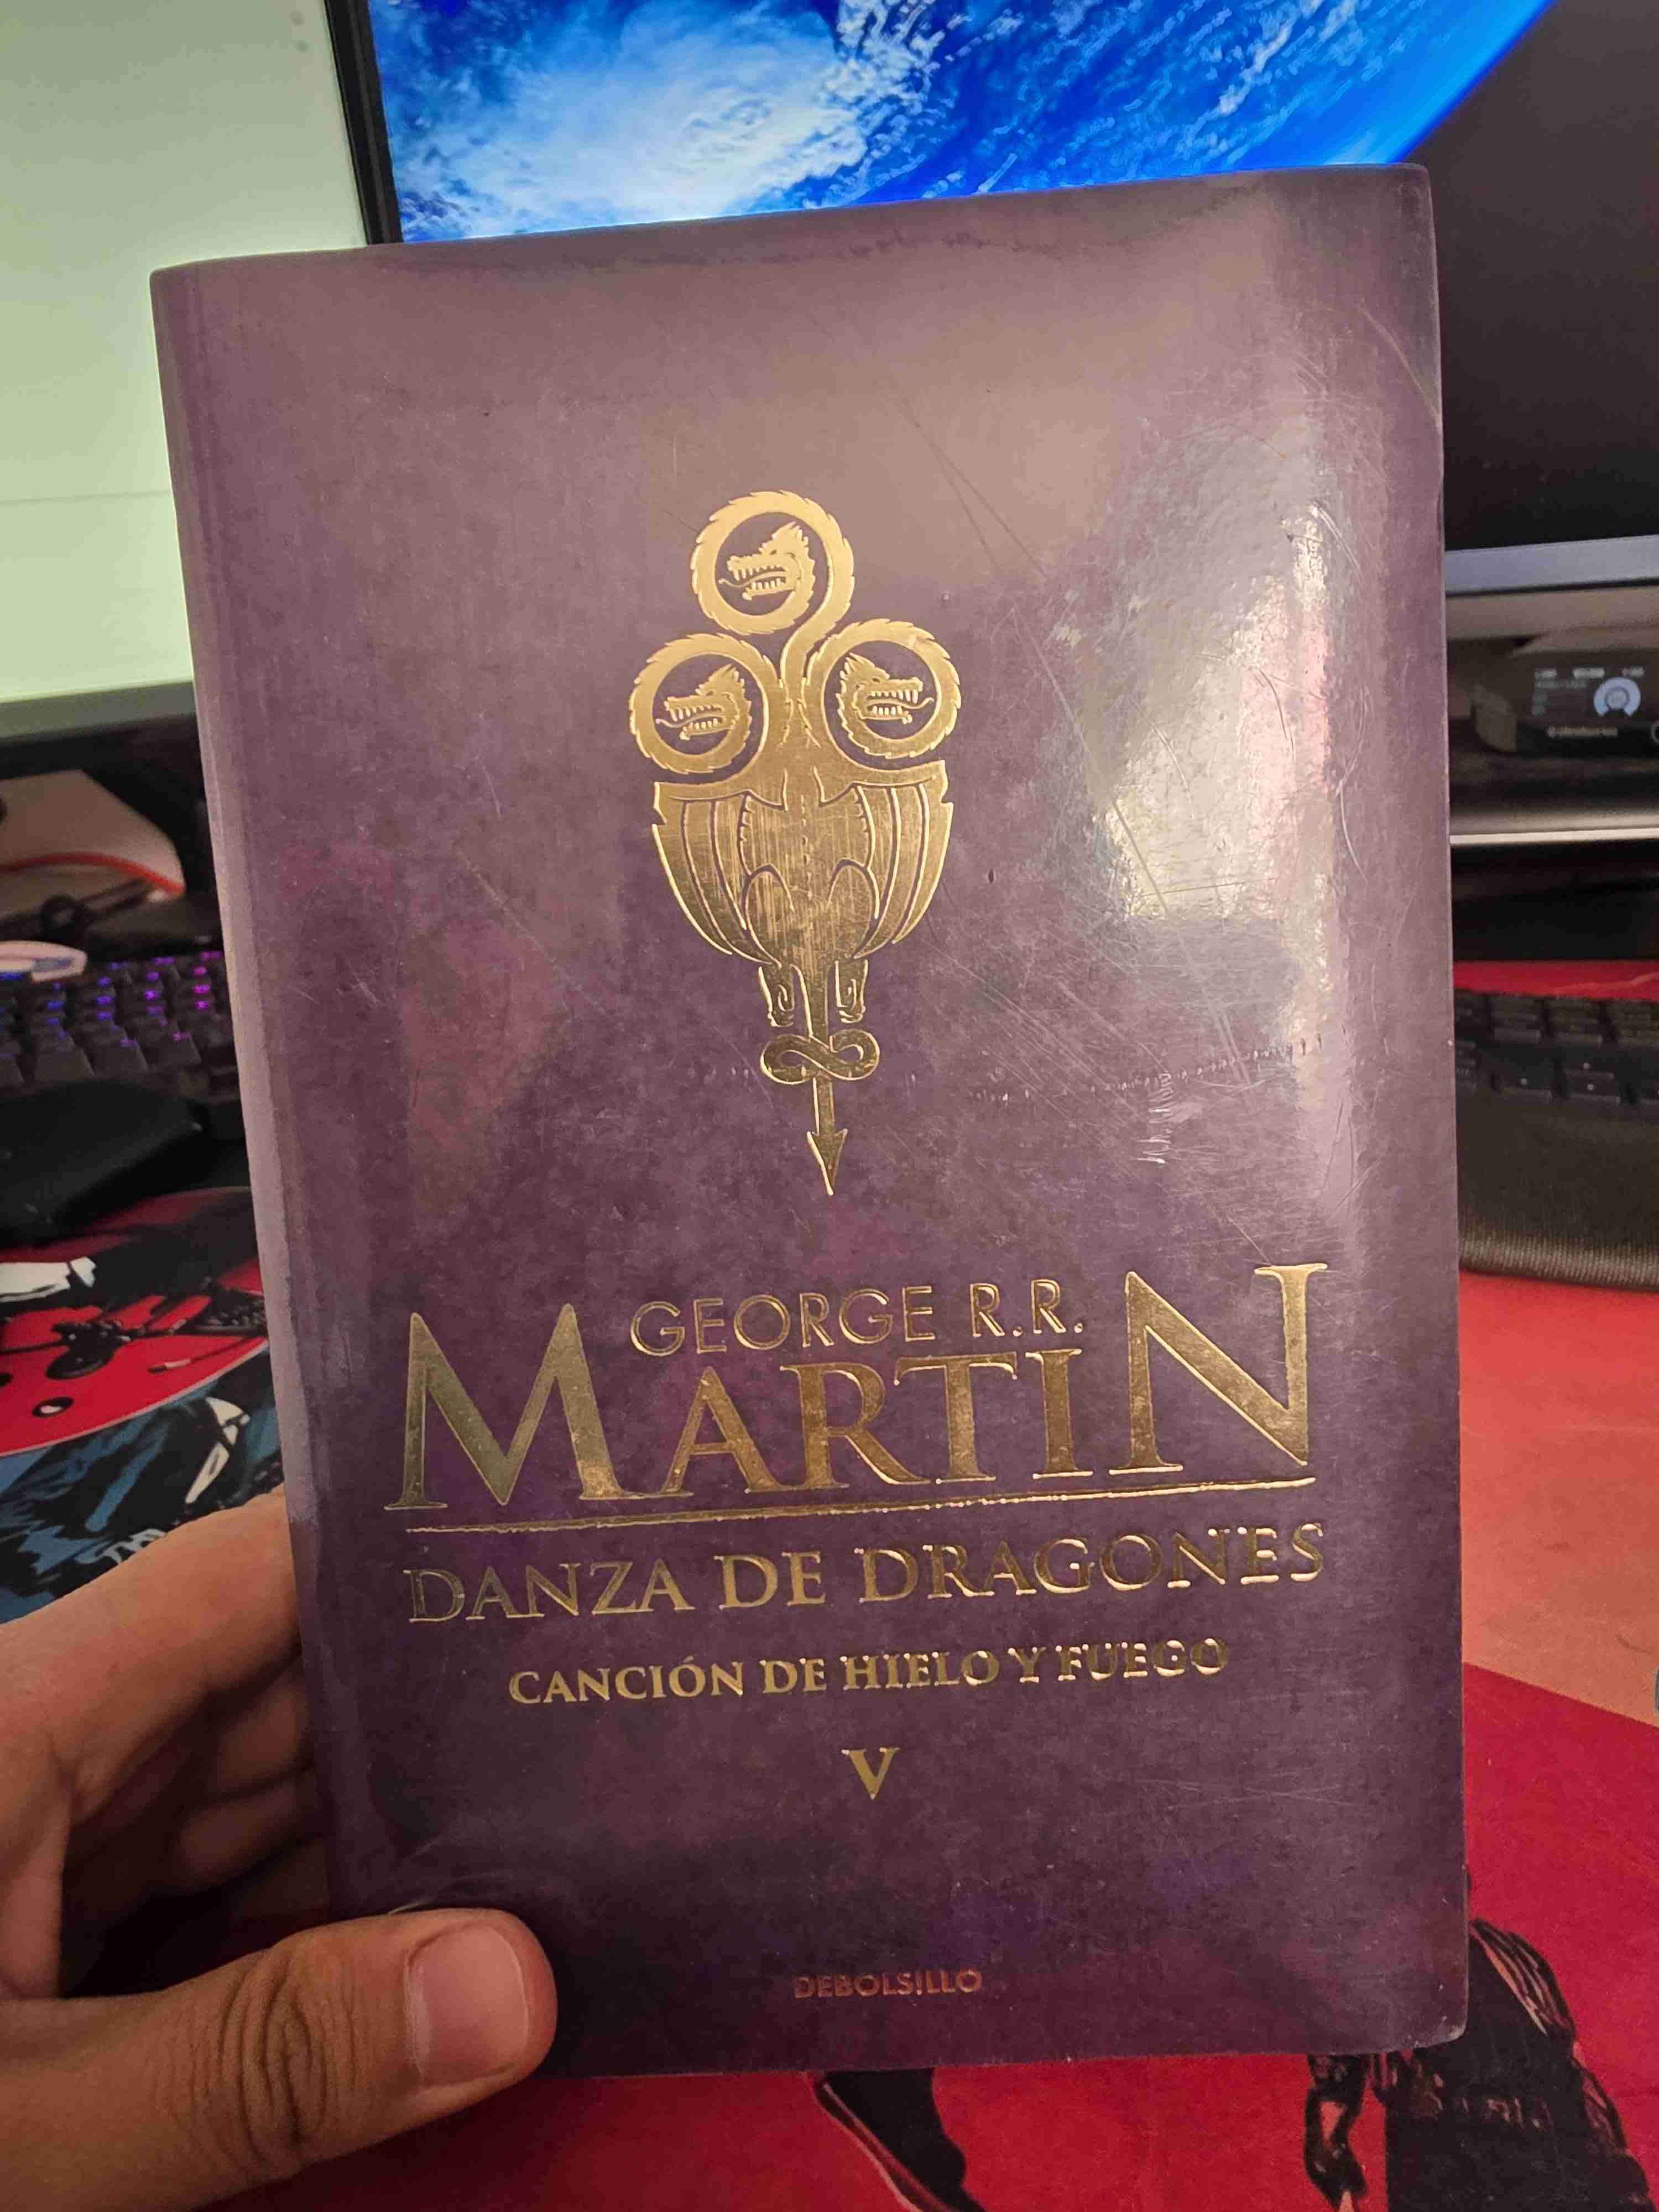 GEORGE R.R.
MARTIN
DANZA DE DRAGONES
CANCIÓN DE HIELO Y FUEGO
V
DEBOLSILLO